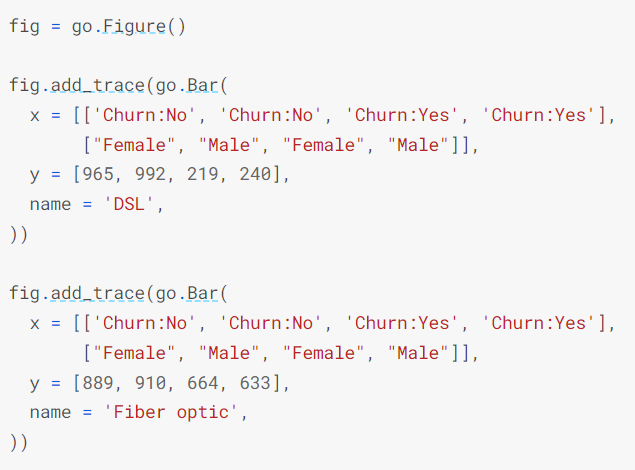 fig = go.Figure()
fig.add_trace(go.Bar(
x = [['Churn:No', 'Churn:No', 'Churn:Yes', 'Churn:Yes'],
["Female", "Male", "Female", "Male"]],
y = [965, 992, 219, 240],
name = 'DSL',
))
fig.add_trace(go.Bar(
x = [['Churn:No', 'Churn:No', 'Churn:Yes', 'Churn:Yes'],
["Female", "Male", "Female", "Male"]],
y = [889, 910, 664, 633],
name = 'Fiber optic',
))